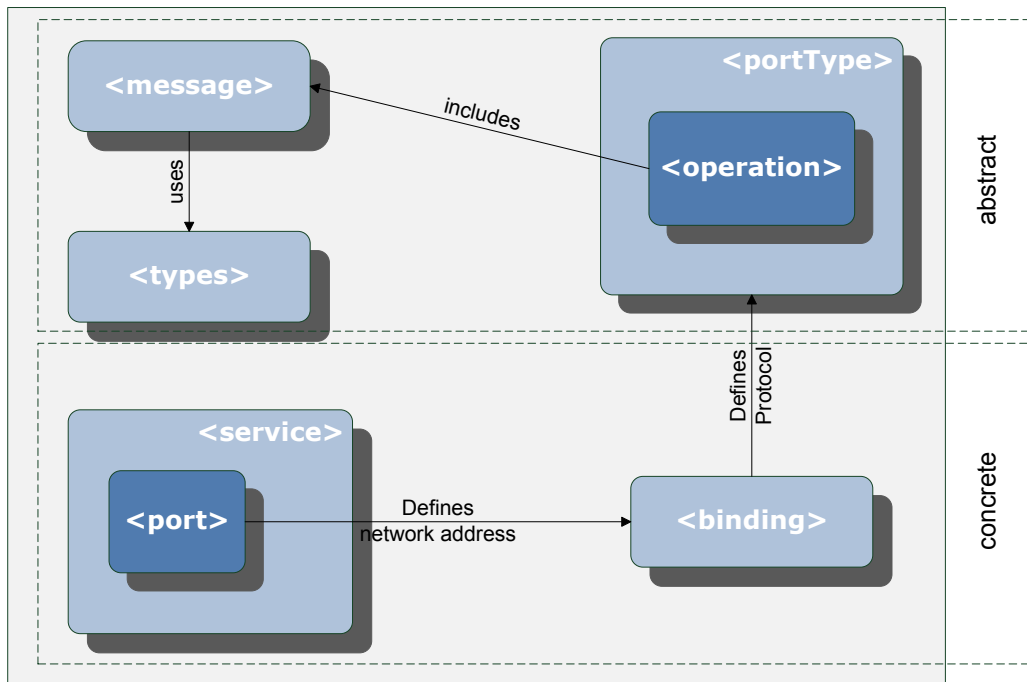 <message>
<portType>
includes
<operation>
uses
<types>
abstract
Defines
Protocol
<service>
<port>
Defines
network address
<binding>
concrete